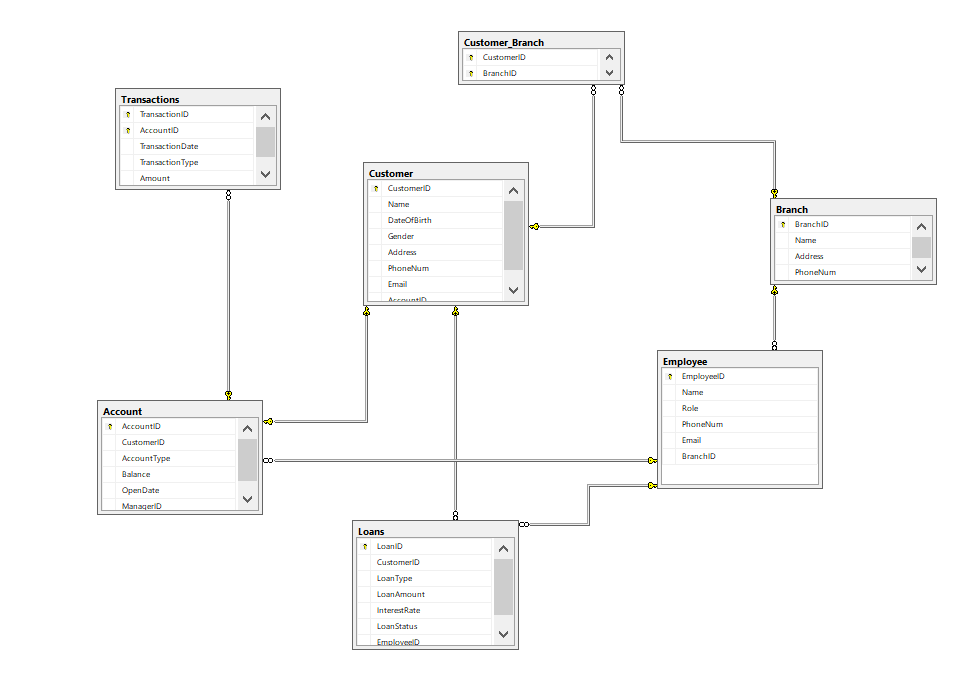 Customer_Branch
CustomerID
BranchID
Transactions
TransactionID
AccountID
TransactionDate
TransactionType
Amount
Customer
CustomerID
Name
DateOfBirth
Gender
Address
PhoneNum
Email
AccountID
Branch
BranchID
Name
Address
PhoneNum
Employee
EmployeeID
Name
Role
PhoneNum
Email
BranchID
Account
AccountID
CustomerID
AccountType
Balance
OpenDate
ManagerID
Loans
LoanID
CustomerID
LoanType
LoanAmount
InterestRate
LoanStatus
EmployeeID